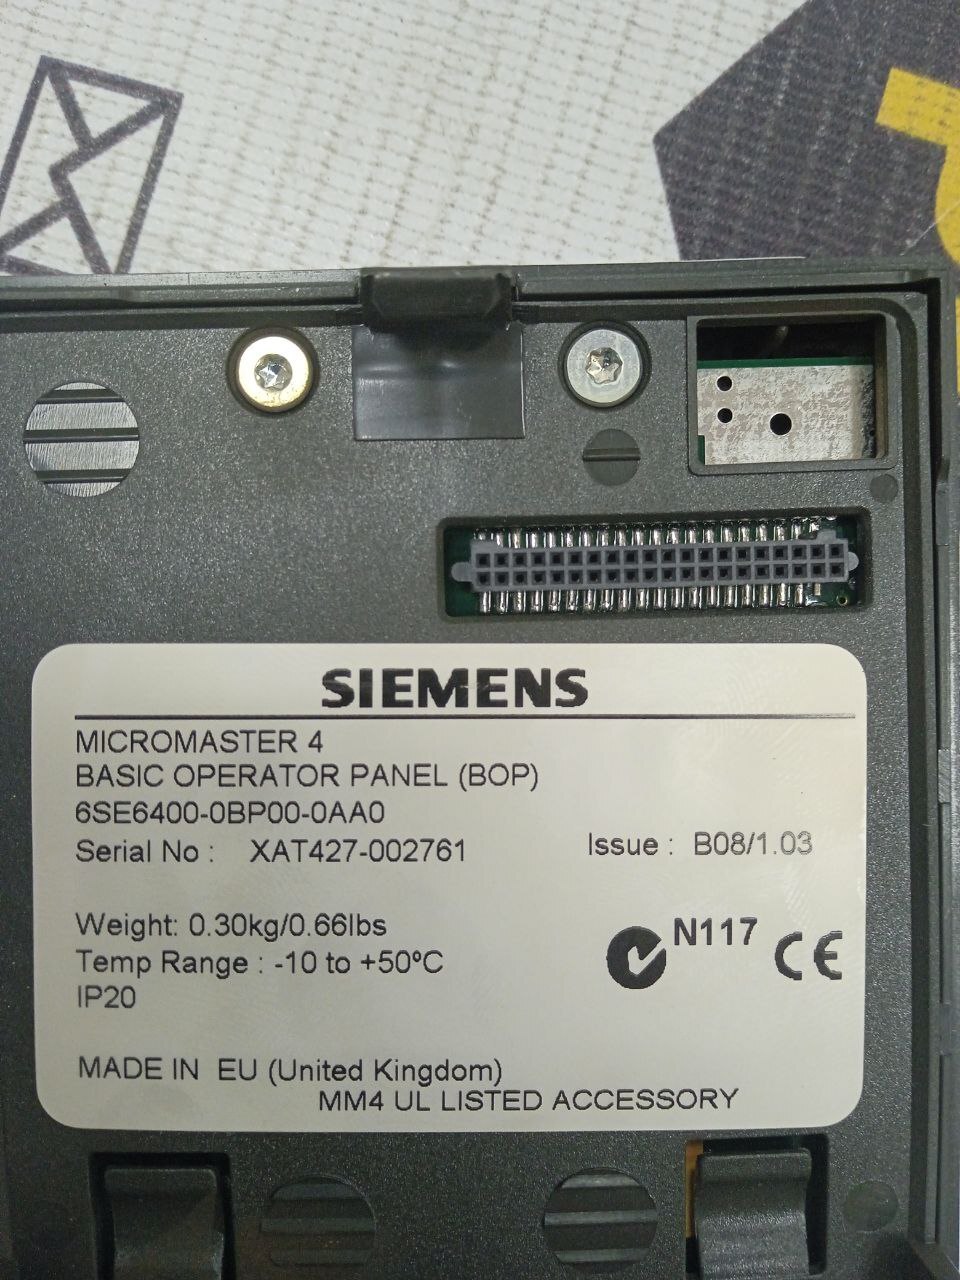 SIEMENS
MICROMASTER 4
BASIC OPERATOR PANEL (BOP)
6SE6400-0BP00-0AA0
Serial No : XAT427-002761 Issue : B08/1.03
Weight: 0.30kg/0.66lbs
N117 CE
Temp Range : -10 to +50ºC
IP20
MADE IN EU (United Kingdom)
MM4 UL LISTED ACCESSORY